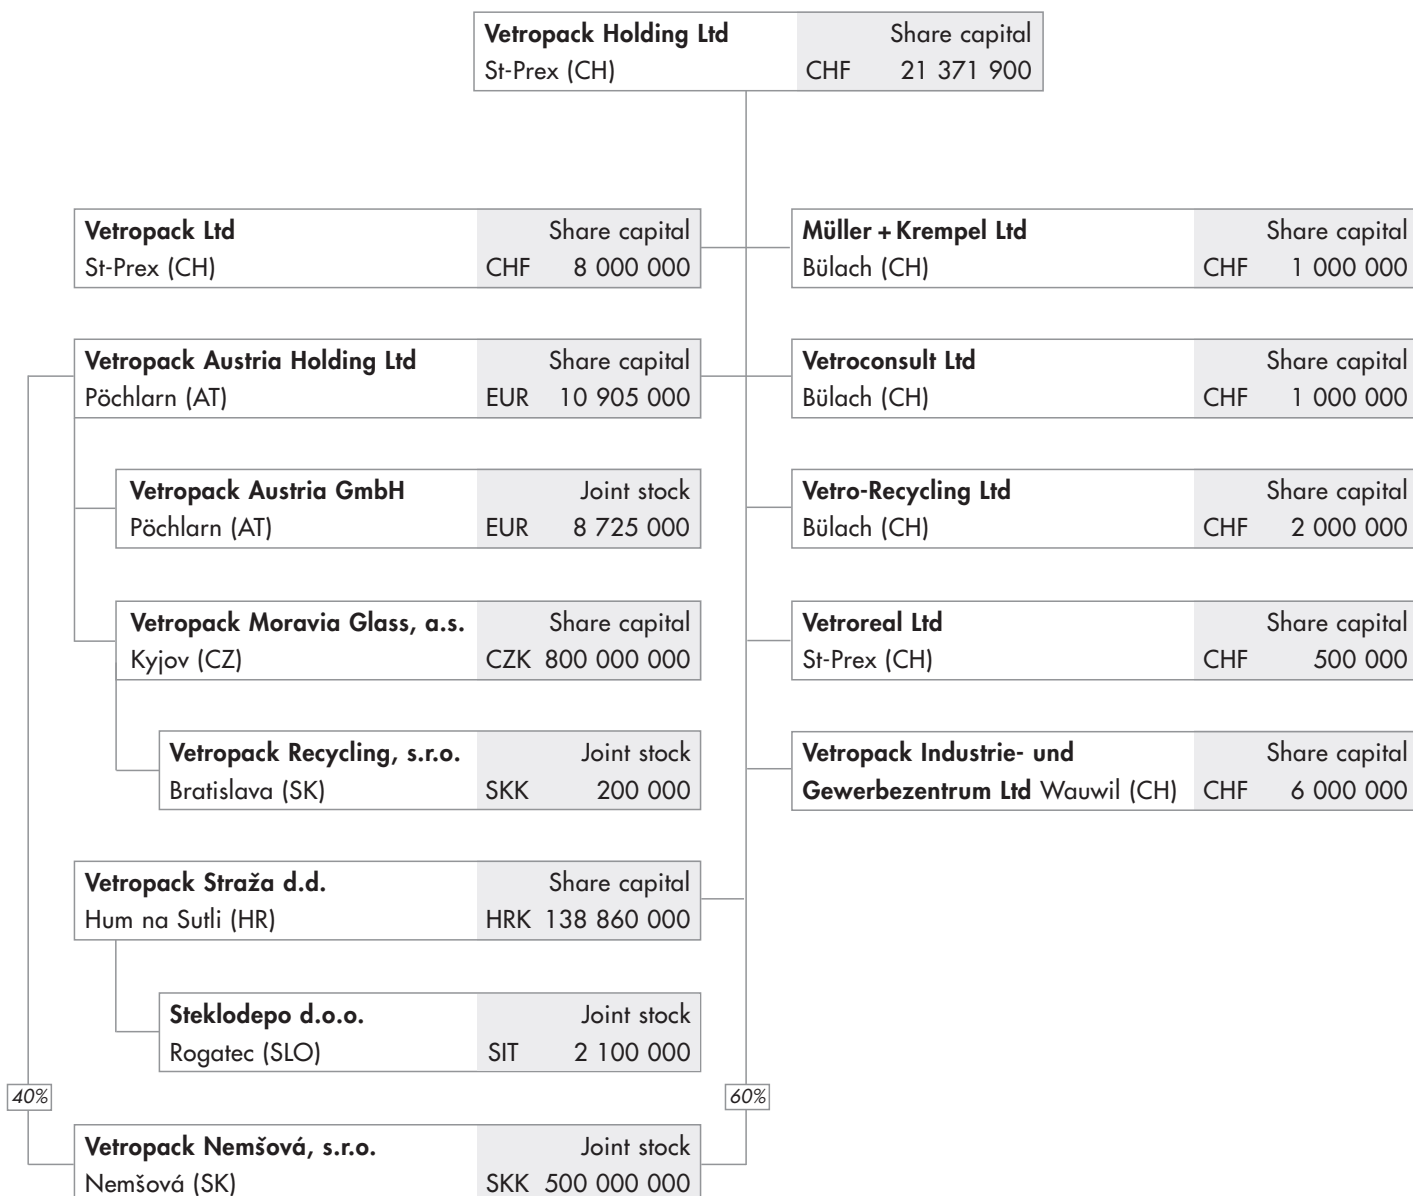 Vetropack Holding Ltd Share capital
St-Prex (CH) CHF 21 371 900
Vetropack Ltd Share capital
St-Prex (CH) CHF 8 000 000
Müller + Krempel Ltd Share capital
Bülach (CH) CHF 1 000 000
Vetropack Austria Holding Ltd Share capital
Pöchlarn (AT) EUR 10 905 000
Vetroconsult Ltd Share capital
Bülach (CH) CHF 1 000 000
Vetropack Austria GmbH Joint stock
Pöchlarn (AT) EUR 8 725 000
Vetro-Recycling Ltd Share capital
Bülach (CH) CHF 2 000 000
Vetropack Moravia Glass, a.s. Share capital
Kyjov (CZ) CZK 800 000 000
Vetroreal Ltd Share capital
St-Prex (CH) CHF 500 000
Vetropack Recycling, s.r.o. Joint stock
Bratislava (SK) SKK 200 000
Vetropack Industrie- und Share capital
Gewerbezentrum Ltd Wauwil (CH) CHF 6 000 000
Vetropack Straža d.d. Share capital
Hum na Sutli (HR) HRK 138 860 000
Steklodepo d.o.o. Joint stock
Rogatec (SLO) SIT 2 100 000
40%
60%
Vetropack Nemšová, s.r.o. Joint stock
Nemšová (SK) SKK 500 000 000